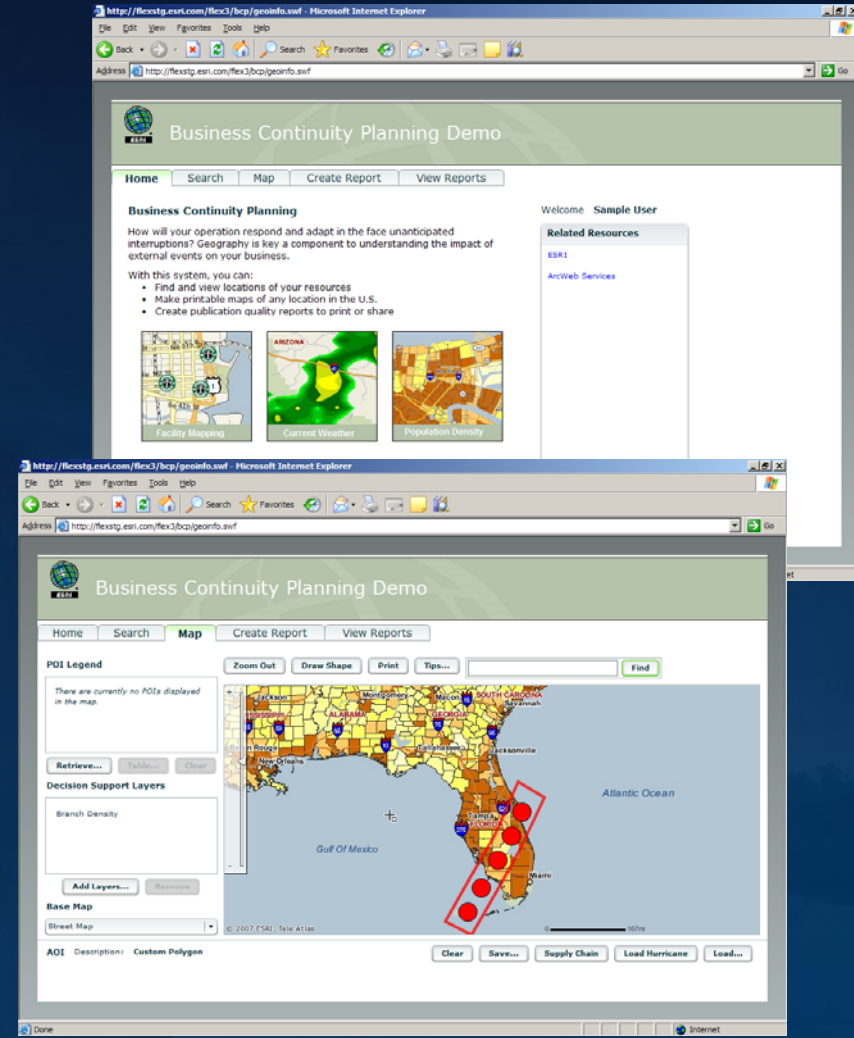 http://flexstg.esri.com/flex3/bcp/geoinfo.swf - Microsoft Internet Explorer
File Edit View Favorites Tools Help
Back Search Favorites
Address http://flexstg.esri.com/flex3/bcp/geoinfo.swf Go
ESRI
Business Continuity Planning Demo
Home Search Map Create Report View Reports
Business Continuity Planning
How will your operation respond and adapt in the face unanticipated
interruptions? Geography is key a component to understanding the impact of
external events on your business.
With this system, you can:
• Find and view locations of your resources
• Make printable maps of any location in the U.S.
• Create publication quality reports to print or share
Welcome Sample User
Related Resources
ESRI
ArcWeb Services
ARIZONA
Facility Mapping Current Weather Population Density
http://flexstg.esri.com/flex3/bcp/geoinfo.swf - Microsoft Internet Explorer
File Edit View Favorites Tools Help
Back Search Favorites
Address http://flexstg.esri.com/flex3/bcp/geoinfo.swf Go
ESRI
Business Continuity Planning Demo
Home Search Map Create Report View Reports
POI Legend
There are currently no POIs displayed
in the map.
Retrieve... Table... Clear
Decision Support Layers
Branch Density
Add Layers... Remove
Base Map
Street Map
Zoom Out Draw Shape Print Tips... Find
Jackson Montgomery Macon SOUTH CAROLINA
Savannah
MISSISSIPPI ALABAMA GEORGIA
Tallahassee Jacksonville
New Orleans
Atlantic Ocean
Tampa
FLORIDA
Gulf Of Mexico
Miami
© 2007 ESRI, Tele Atlas
0 167mi
AOI Description: Custom Polygon
Clear Save... Supply Chain Load Hurricane Load...
Done Internet